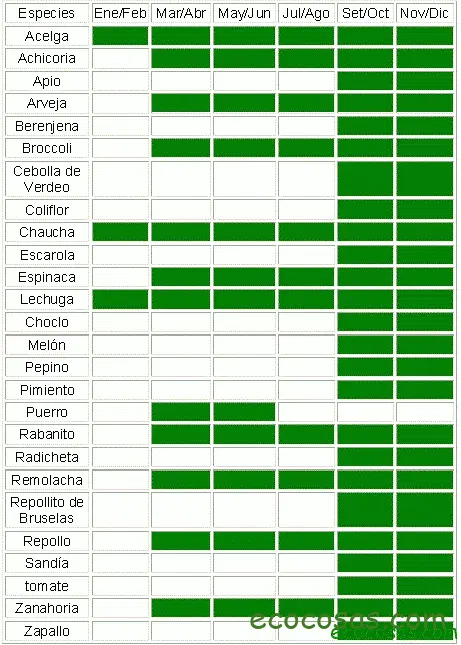 Especies Ene/Feb Mar/Abr May/Jun Jul/Ago Set/Oct Nov/Dic
Acelga
Achicoria
Apio
Arveja
Berenjena
Broccoli
Cebolla de
Verdeo
Coliflor
Chaucha
Escarola
Espinaca
Lechuga
Choclo
Melón
Pepino
Pimiento
Puerro
Rabanito
Radicheta
Remolacha
Repollito de
Bruselas
Repollo
Sandía
tomate
Zanahoria
ecocosas.com
Zapallo
ecocosas.com